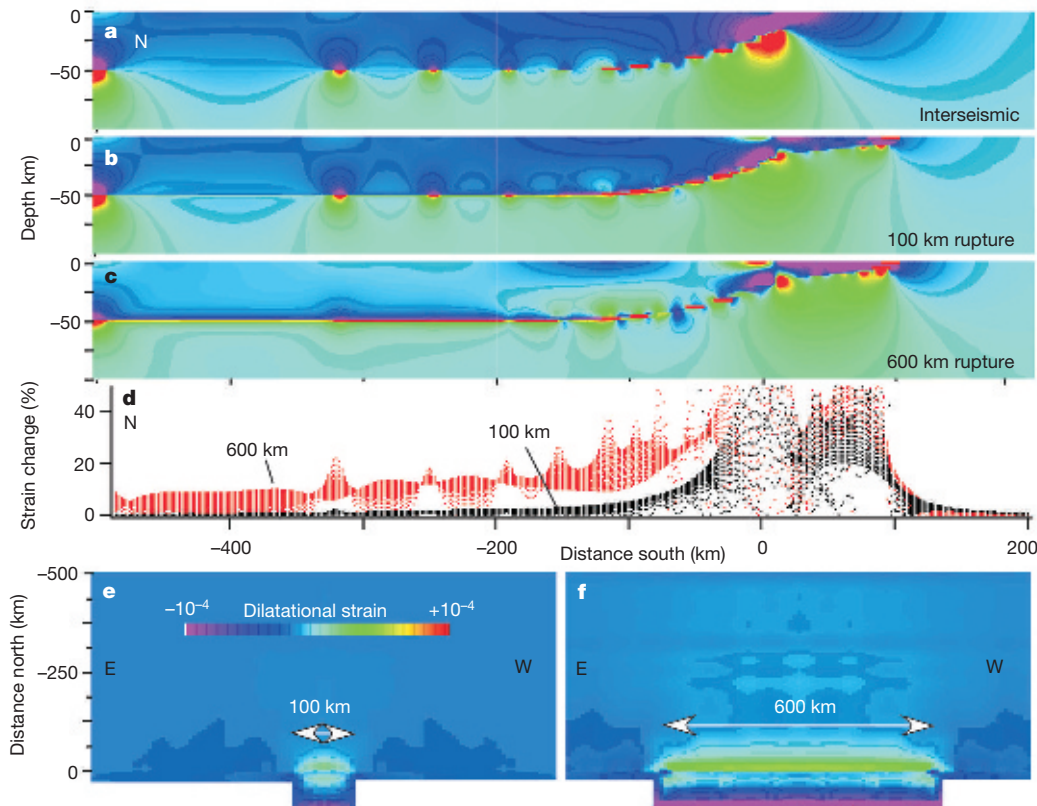 0
a
N
−50
Interseismic
0
b
−50
Depth km
100 km rupture
0
c
−50
600 km rupture
Strain change (%)
40
20
0
d
N
600 km
100 km
−400
−200
Distance south (km)
0
200
Distance north (km)
−500
−250
0
e
−10⁻⁴ Dilatational strain +10⁻⁴
E
W
100 km
f
E
W
600 km